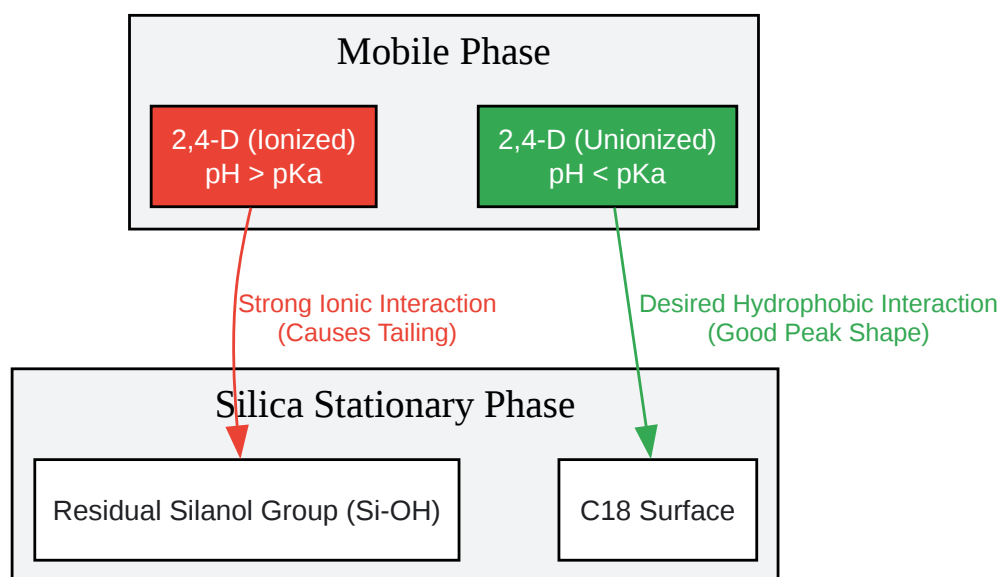 Mobile Phase
2,4-D (Ionized)
pH > pKa
2,4-D (Unionized)
pH < pKa
Strong Ionic Interaction
(Causes Tailing)
Desired Hydrophobic Interaction
(Good Peak Shape)
Silica Stationary Phase
Residual Silanol Group (Si-OH)
C18 Surface